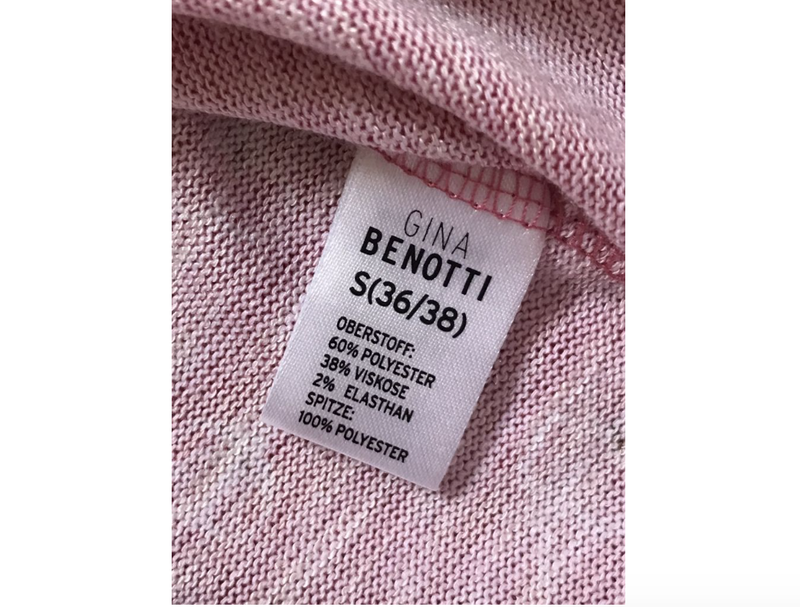 GINA
BENOTTI
S(36/38)
OBERSTOFF:
60% POLYESTER
38% VISKOSE
2% ELASTHAN
SPITZE:
100% POLYESTER